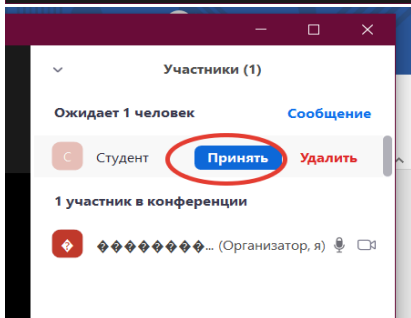 Участники (1)
Ожидает 1 человек Сообщение
С Студент Принять Удалить
1 участник в конференции
� ��������... (Организатор, я)